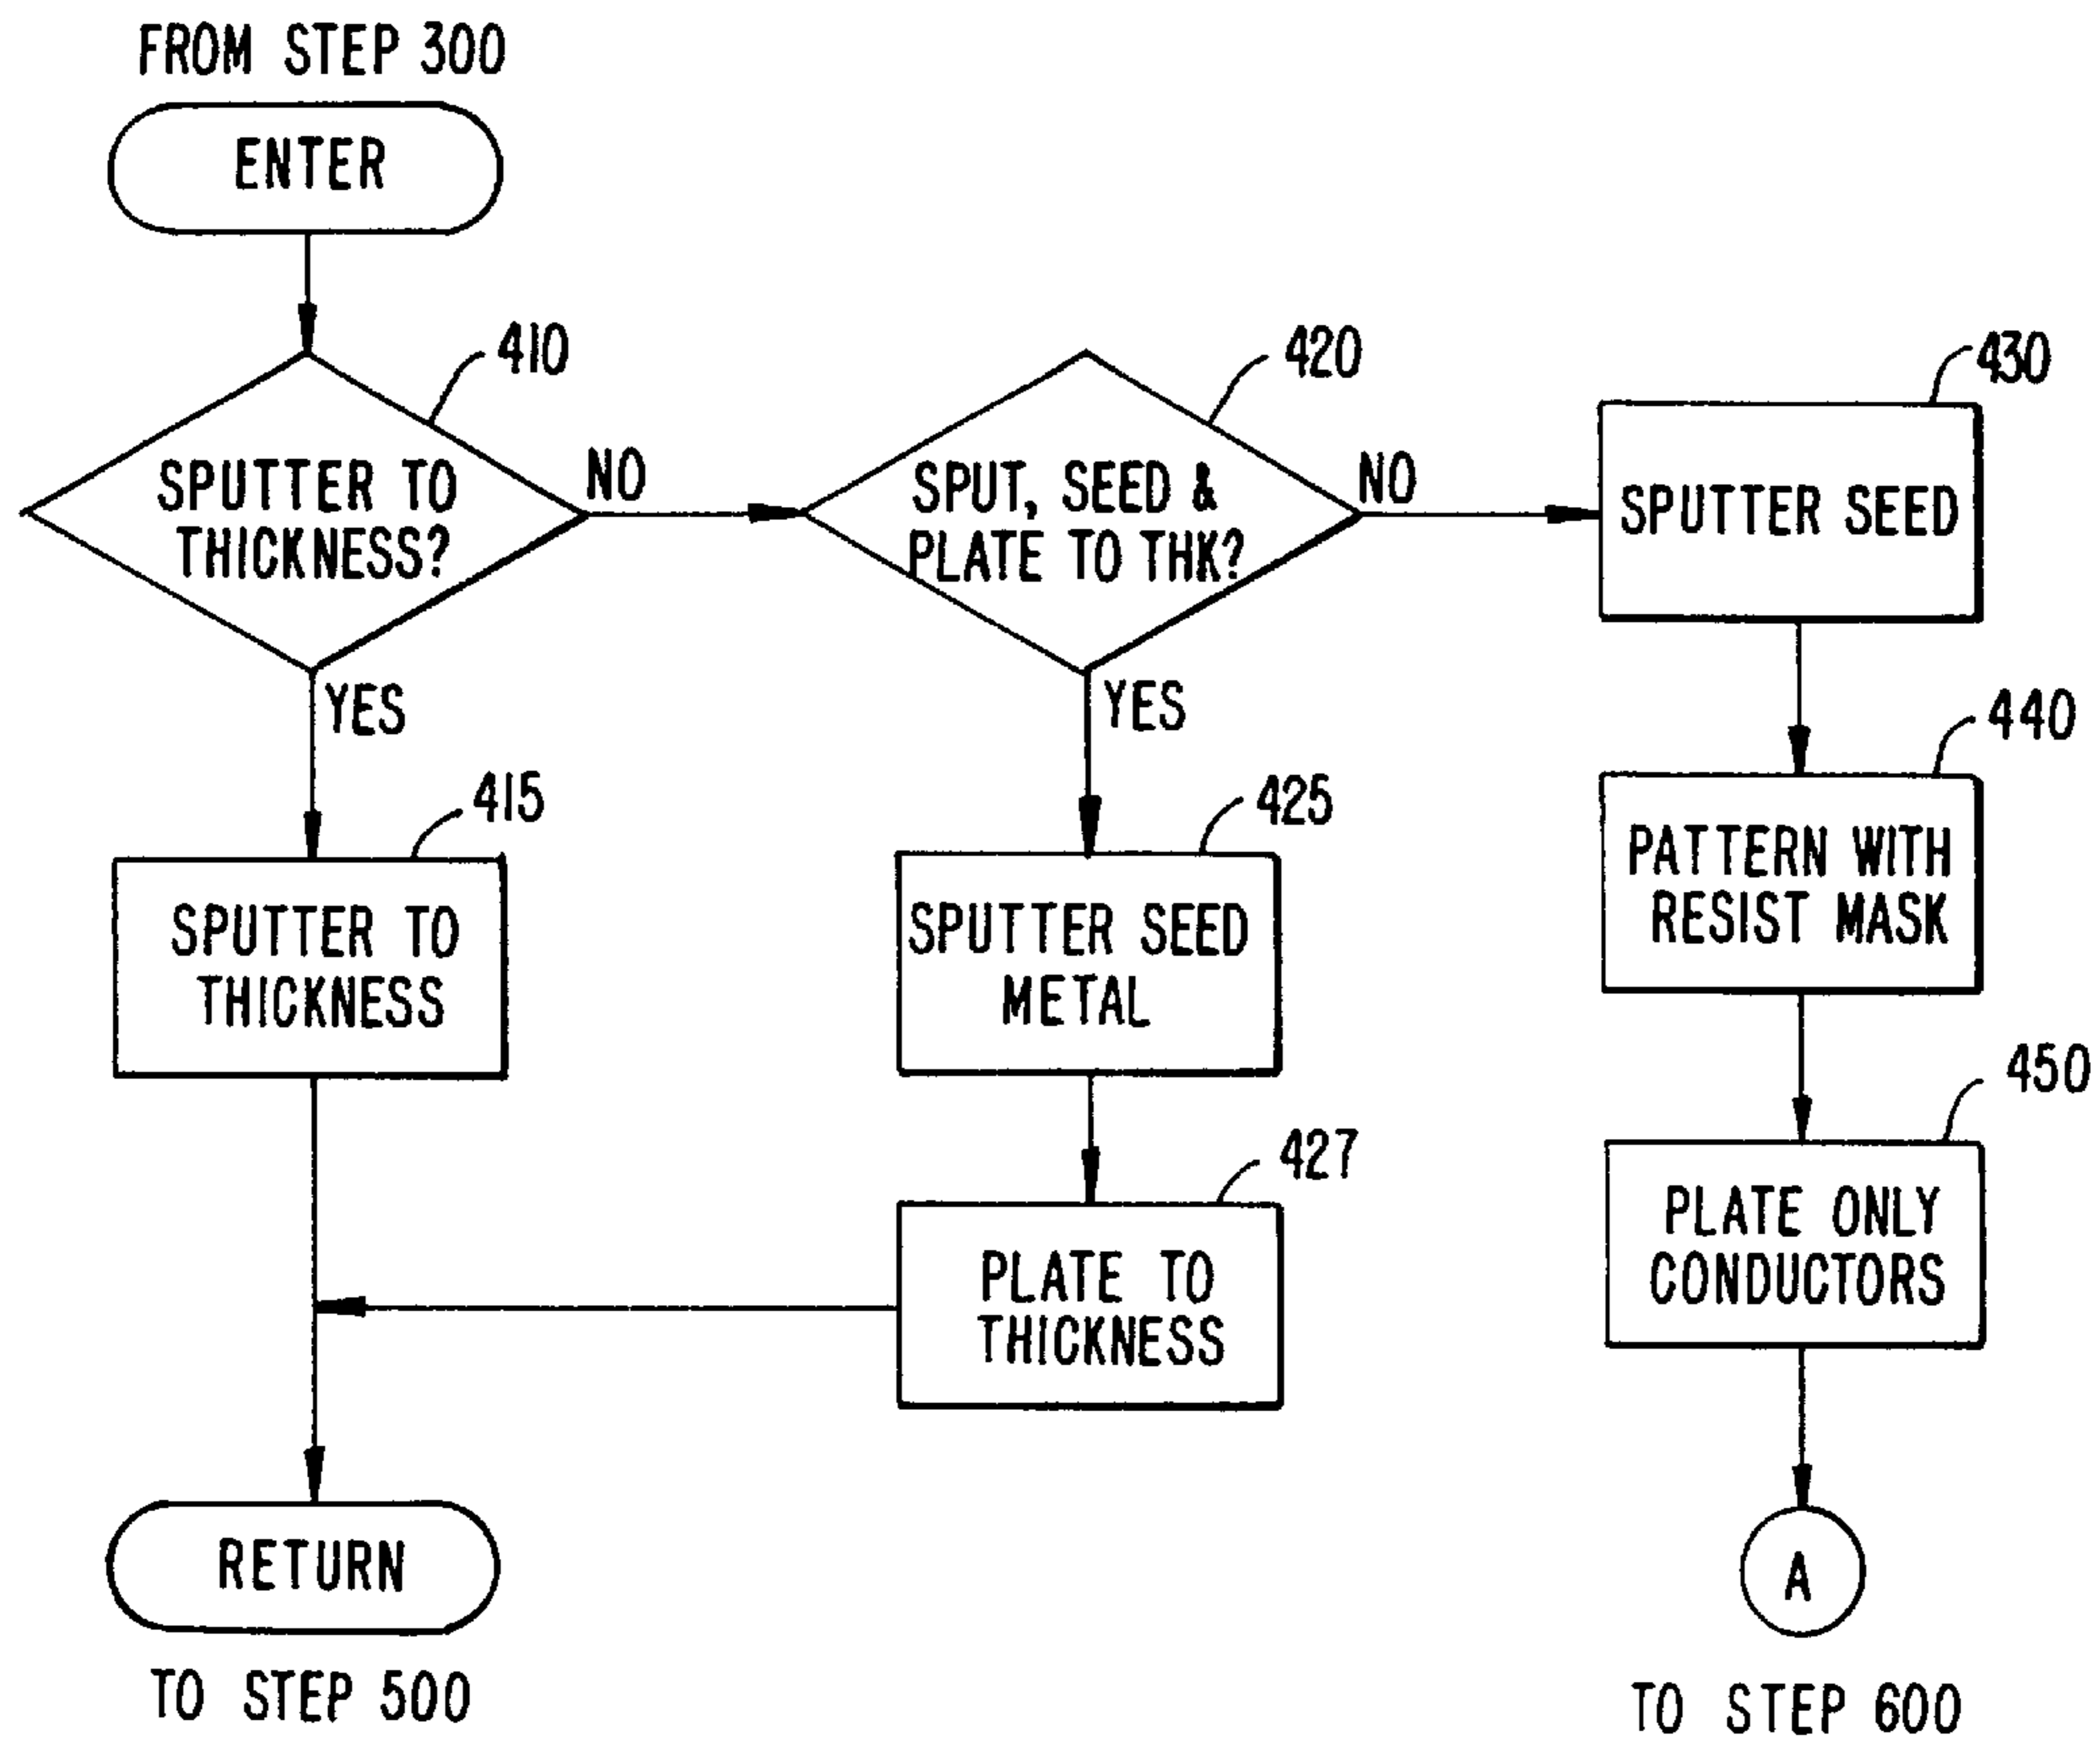 FROM STEP 300
ENTER
410
SPUTTER TO
THICKNESS?
NO
YES
420
SPUT, SEED &
PLATE TO THK?
NO
YES
430
SPUTTER SEED
440
PATTERN WITH
RESIST MASK
415
SPUTTER TO
THICKNESS
425
SPUTTER SEED
METAL
450
PLATE ONLY
CONDUCTORS
427
PLATE TO
THICKNESS
RETURN
A
TO STEP 500
TO STEP 600